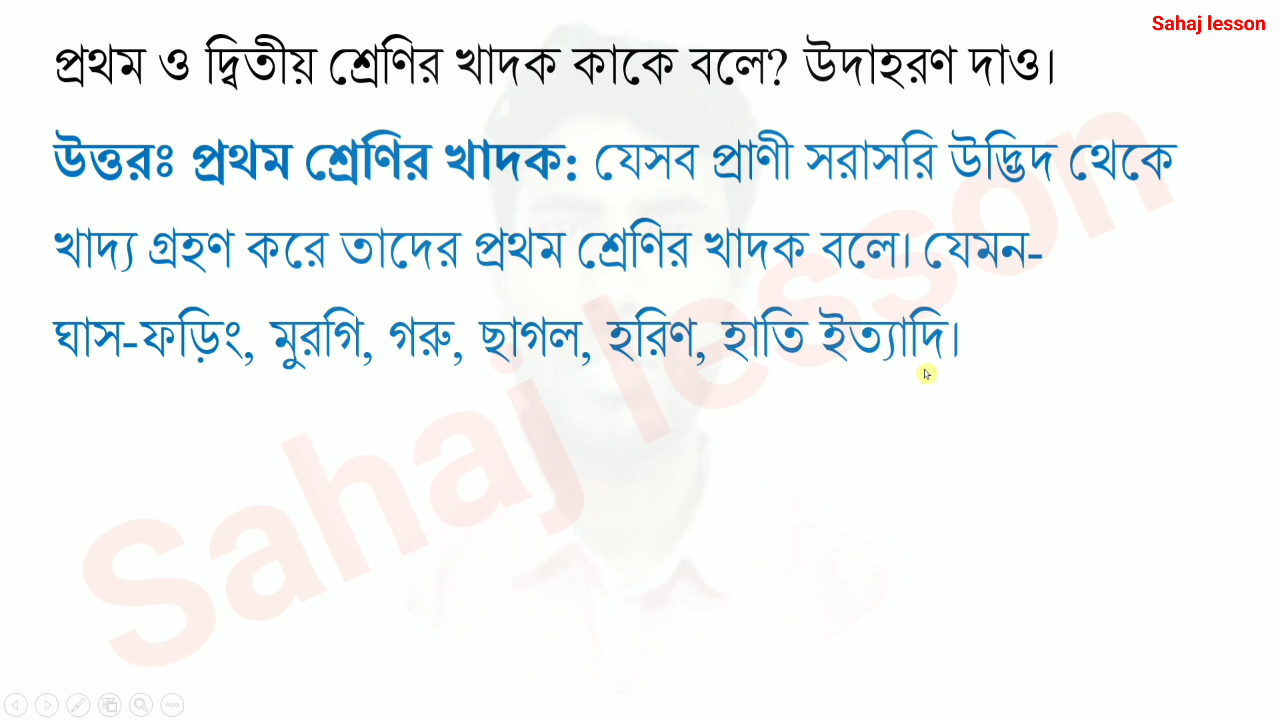 Sahaj lesson
প্রথম ও দ্বিতীয় শ্রেণির খাদক কাকে বলে? উদাহরণ দাও।
উত্তরঃ প্রথম শ্রেণির খাদক: যেসব প্রাণী সরাসরি উদ্ভিদ থেকে
খাদ্য গ্রহণ করে তাদের প্রথম শ্রেণির খাদক বলে। যেমন-
ঘাস-ফড়িং, মুরগি, গরু, ছাগল, হরিণ, হাতি ইত্যাদি।
Sahaj lesson